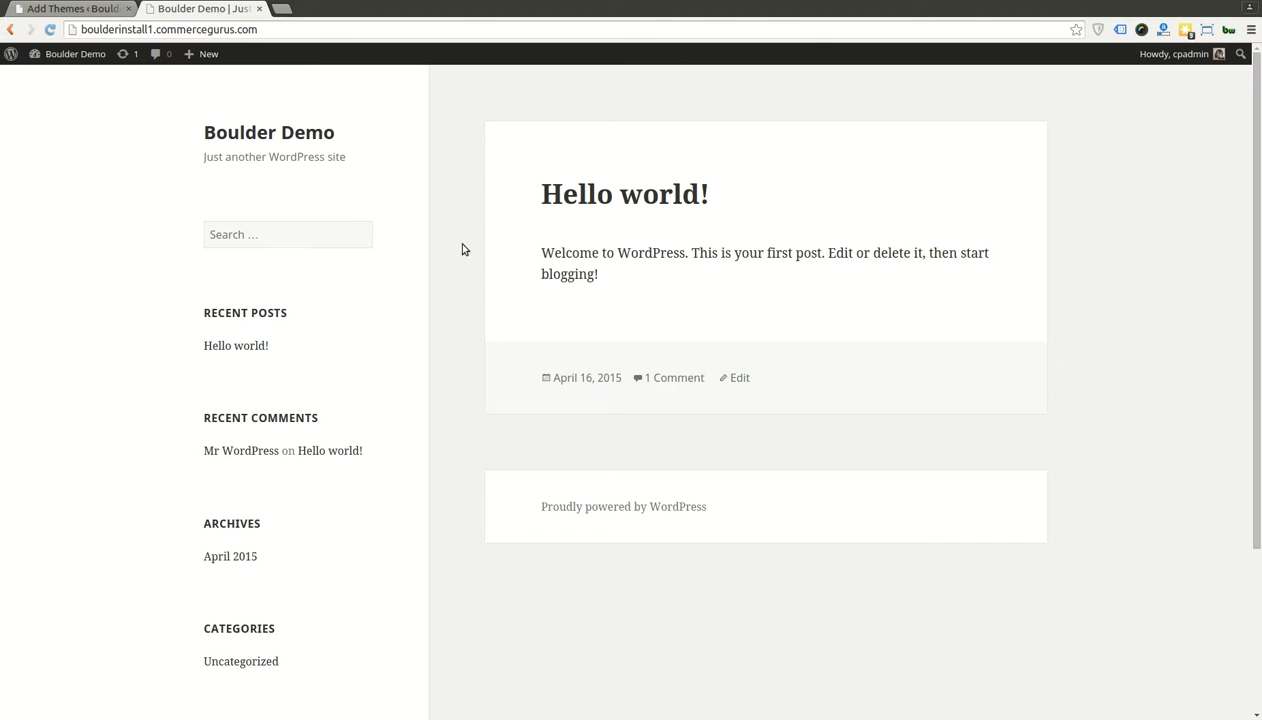 Add Themes ‹ Bould
Boulder Demo | Jus
boulderinstall1.commercegurus.com
Boulder Demo
1
0
New
Howdy, cpadmin
Boulder Demo
Just another WordPress site
Search …
RECENT POSTS
Hello world!
RECENT COMMENTS
Mr WordPress on Hello world!
ARCHIVES
April 2015
CATEGORIES
Uncategorized
Hello world!
Welcome to WordPress. This is your first post. Edit or delete it, then start
blogging!
April 16, 2015 1 Comment Edit
Proudly powered by WordPress